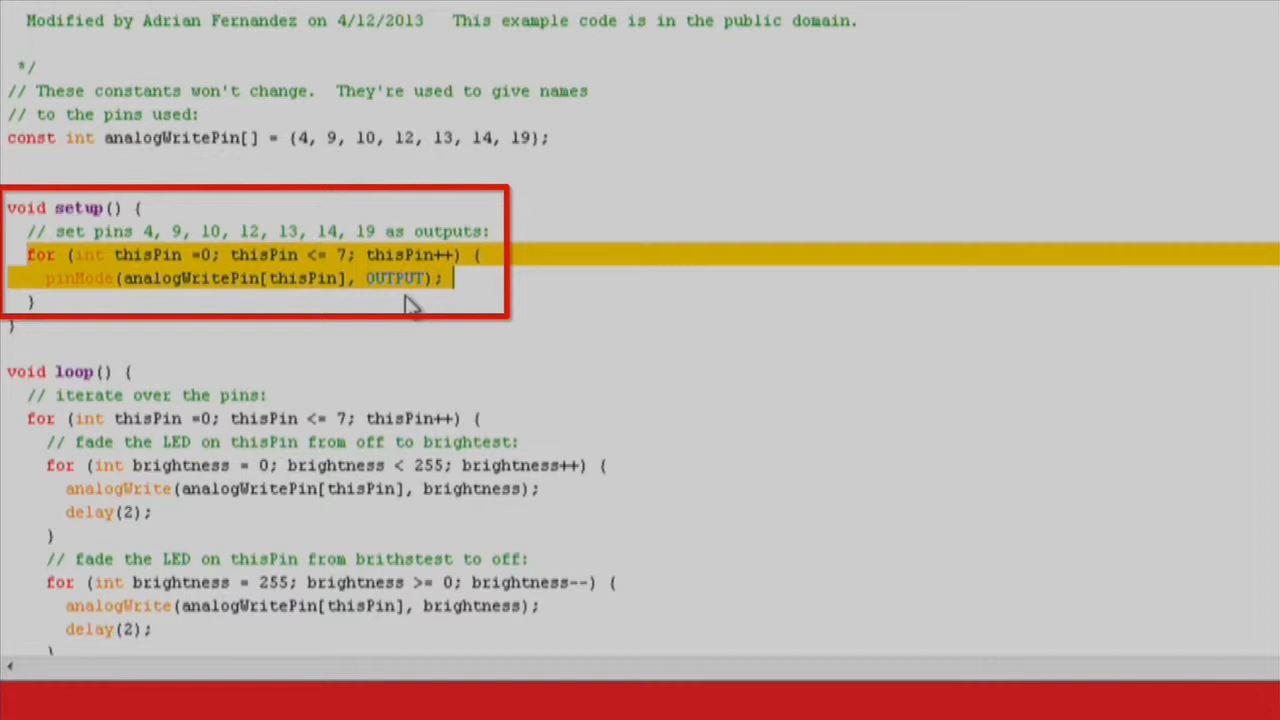 Modified by Adrian Fernandez on 4/12/2013   This example code is in the public domain.
*/
// These constants won't change.  They're used to give names
// to the pins used:
const int analogWritePin[] = {4, 9, 10, 12, 13, 14, 19};
void setup() {
// set pins 4, 9, 10, 12, 13, 14, 19 as outputs:
for (int thisPin =0; thisPin <= 7; thisPin++) {
pinMode(analogWritePin[thisPin], OUTPUT);
}
}
void loop() {
// iterate over the pins:
for (int thisPin =0; thisPin <= 7; thisPin++) {
// fade the LED on thisPin from off to brightest:
for (int brightness = 0; brightness < 255; brightness++) {
analogWrite(analogWritePin[thisPin], brightness);
delay(2);
}
// fade the LED on thisPin from brithstest to off:
for (int brightness = 255; brightness >= 0; brightness--) {
analogWrite(analogWritePin[thisPin], brightness);
delay(2);
}